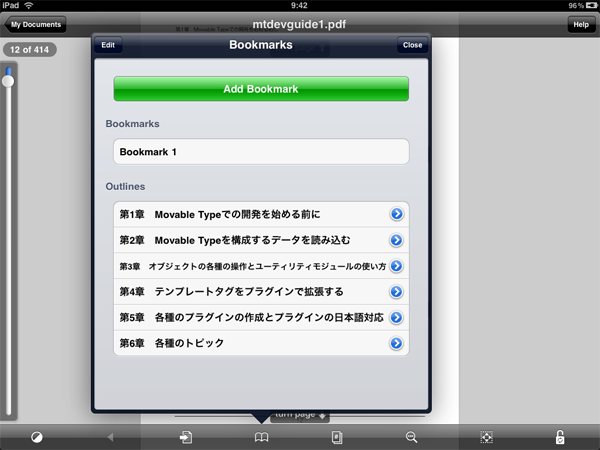 iPad
9:42
96%
My Documents
mtdevguide1.pdf
Help
12 of 414
Edit
Bookmarks
Close
Add Bookmark
Bookmarks
Bookmark 1
Outlines
第1章 Movable Typeでの開発を始める前に
第2章 Movable Typeを構成するデータを読み込む
第3章 オブジェクトの各種の操作とユーティリティモジュールの使い方
第4章 テンプレートタグをプラグインで拡張する
第5章 各種のプラグインの作成とプラグインの日本語対応
第6章 各種のトピック
turn page